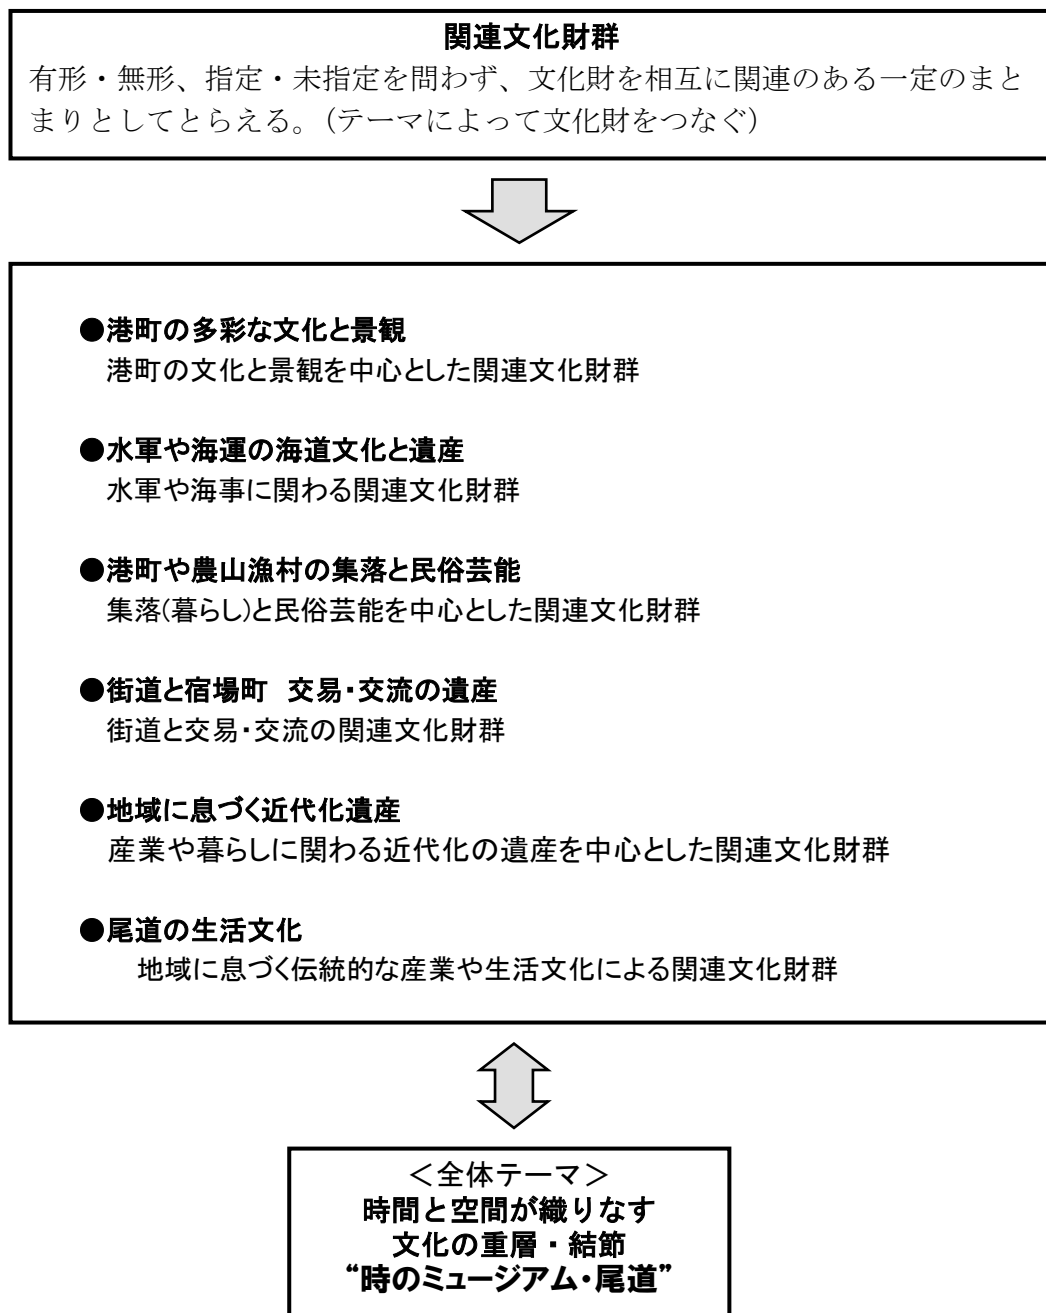 関連文化財群
有形・無形、指定・未指定を問わず、文化財を相互に関連のある一定のまと
まりとしてとらえる。（テーマによって文化財をつなぐ）
●港町の多彩な文化と景観
港町の文化と景観を中心とした関連文化財群
●水軍や海運の海道文化と遺産
水軍や海事に関わる関連文化財群
●港町や農山漁村の集落と民俗芸能
集落(暮らし)と民俗芸能を中心とした関連文化財群
●街道と宿場町　交易・交流の遺産
街道と交易・交流の関連文化財群
●地域に息づく近代化遺産
産業や暮らしに関わる近代化の遺産を中心とした関連文化財群
●尾道の生活文化
地域に息づく伝統的な産業や生活文化による関連文化財群
＜全体テーマ＞
時間と空間が織りなす
文化の重層・結節
“時のミュージアム・尾道”